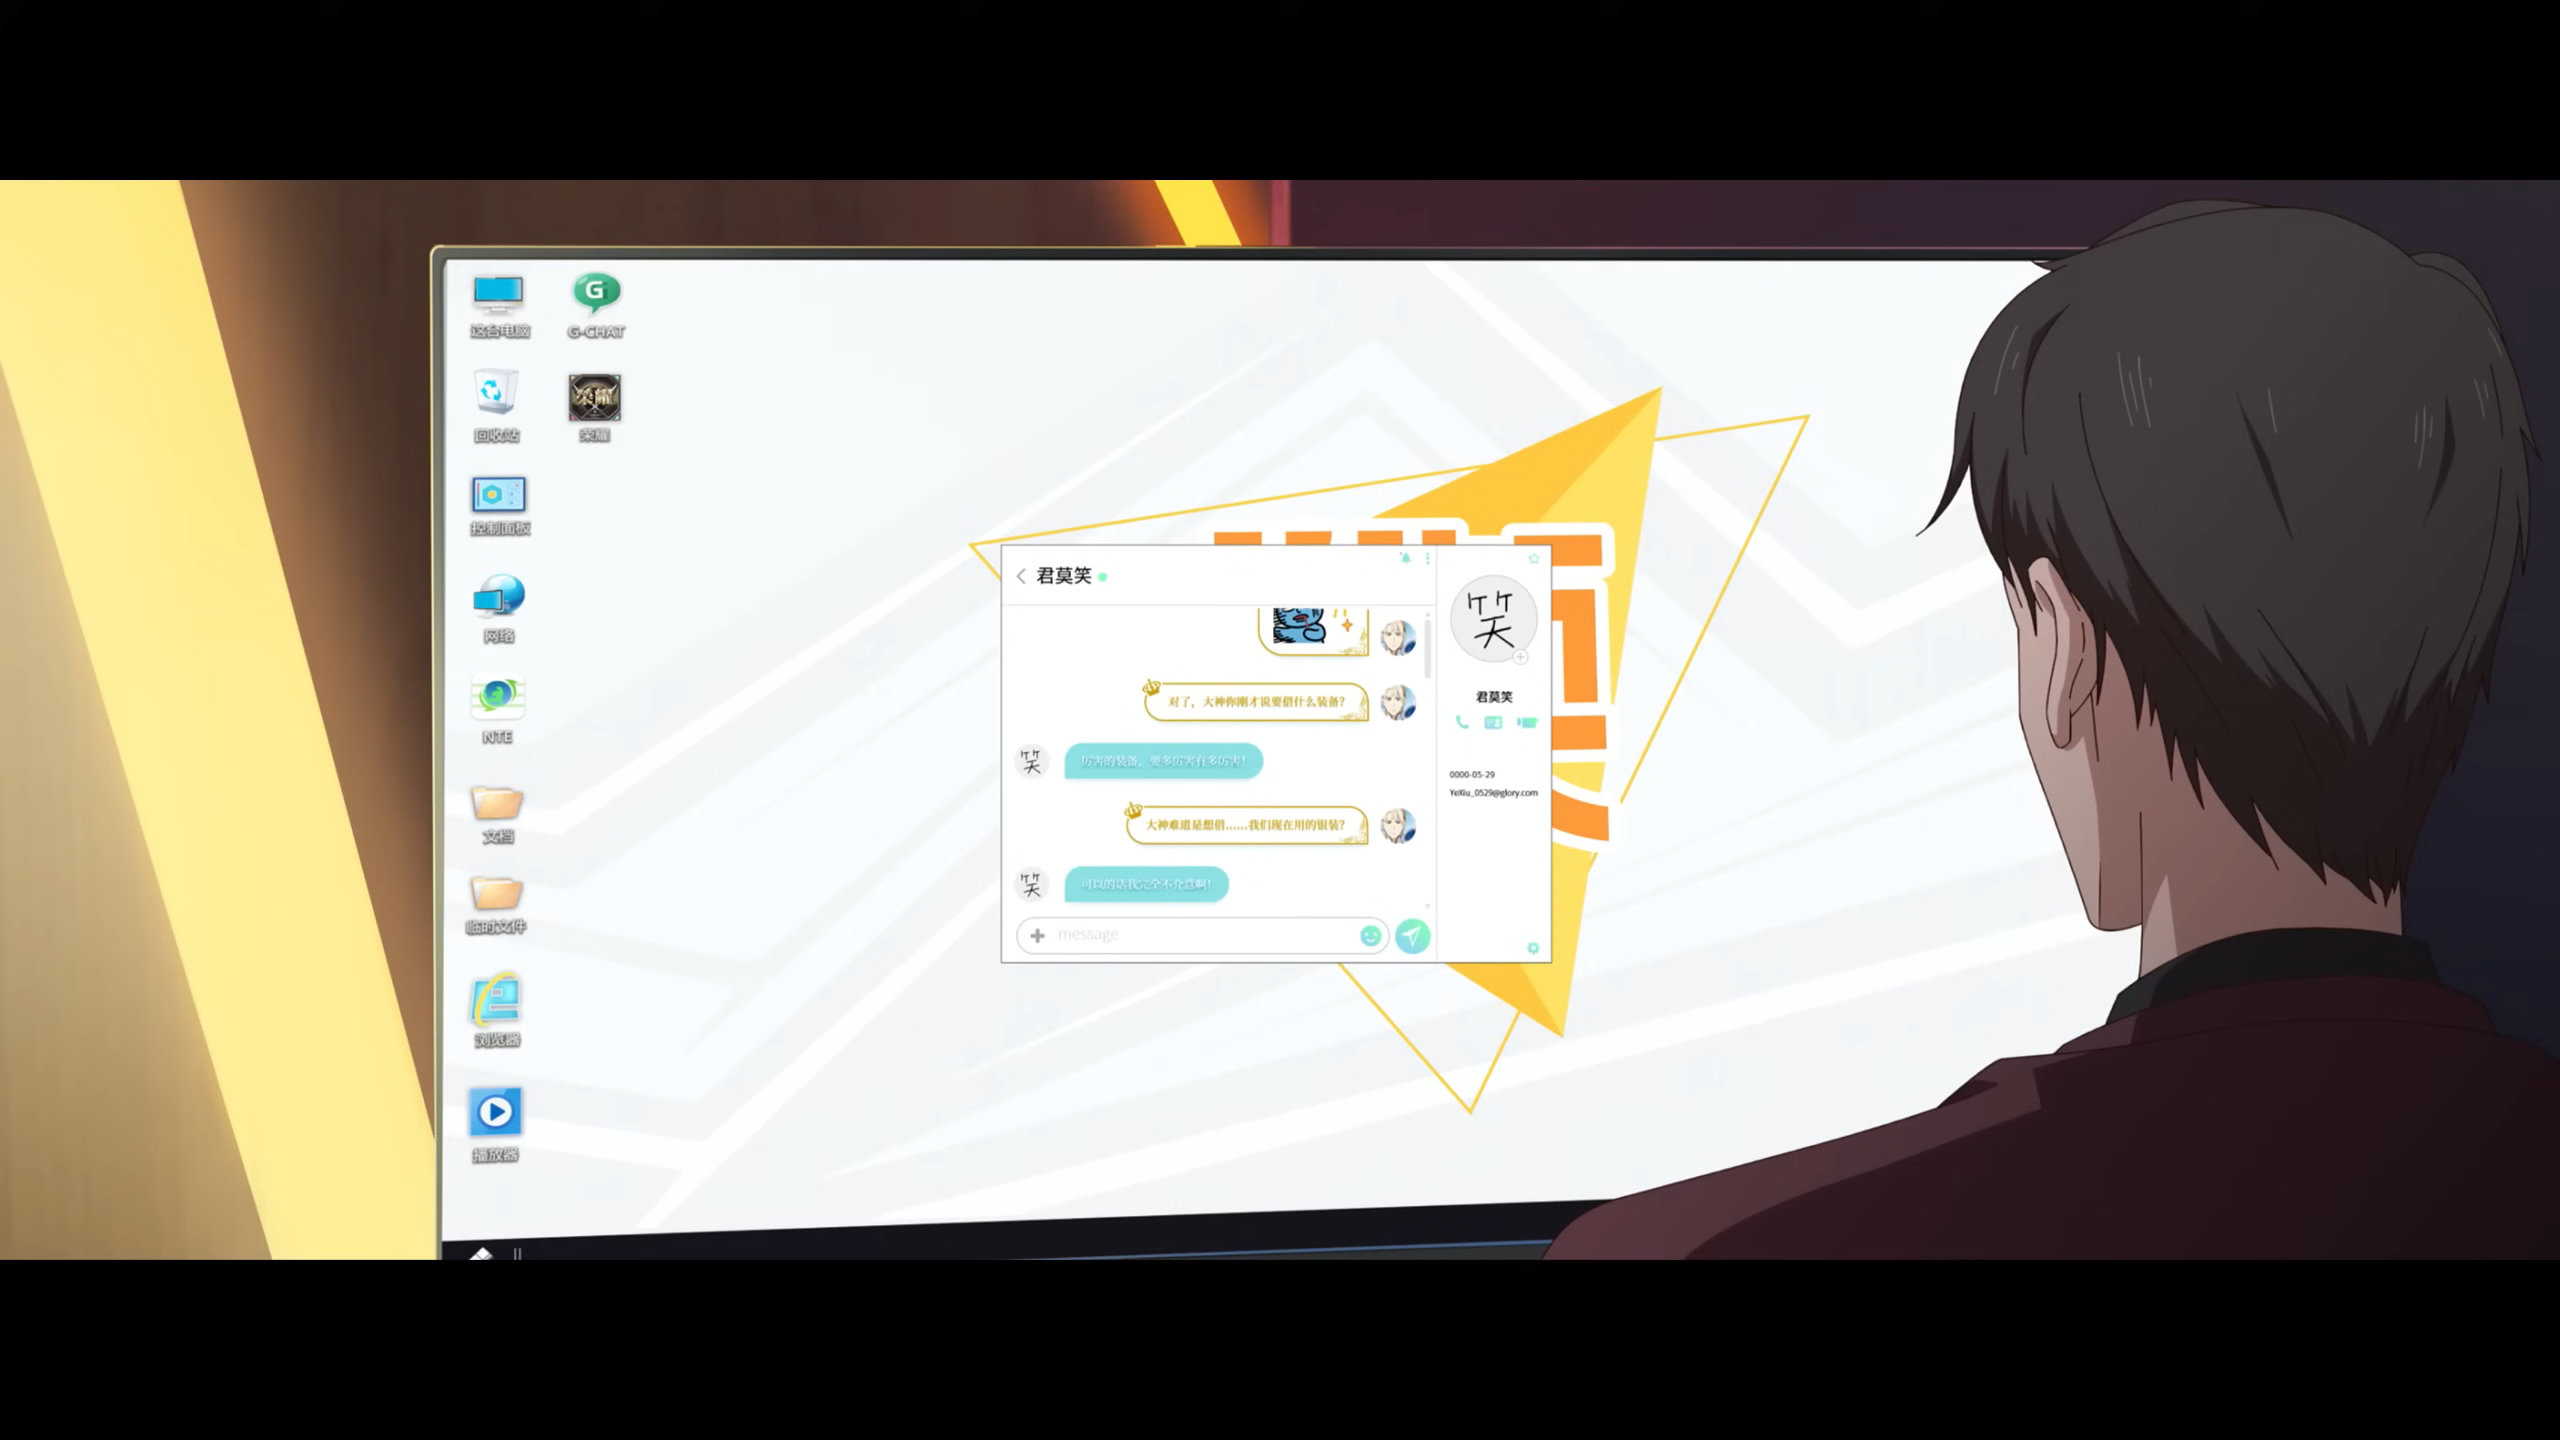 这台电脑
G-CHAT
回收站
荣耀
荣耀
控制面板
网络
NTE
文档
临时文件
浏览器
播放器
君莫笑
对了，大神你刚才说要借什么装备？
笑
厉害的装备，要多厉害有多厉害！
大神难道是想借......我们现在用的银装？
笑
可以的话我完全不介意啊！
message
笑
君莫笑
0000-05-29
YeXiu_0529@glory.com